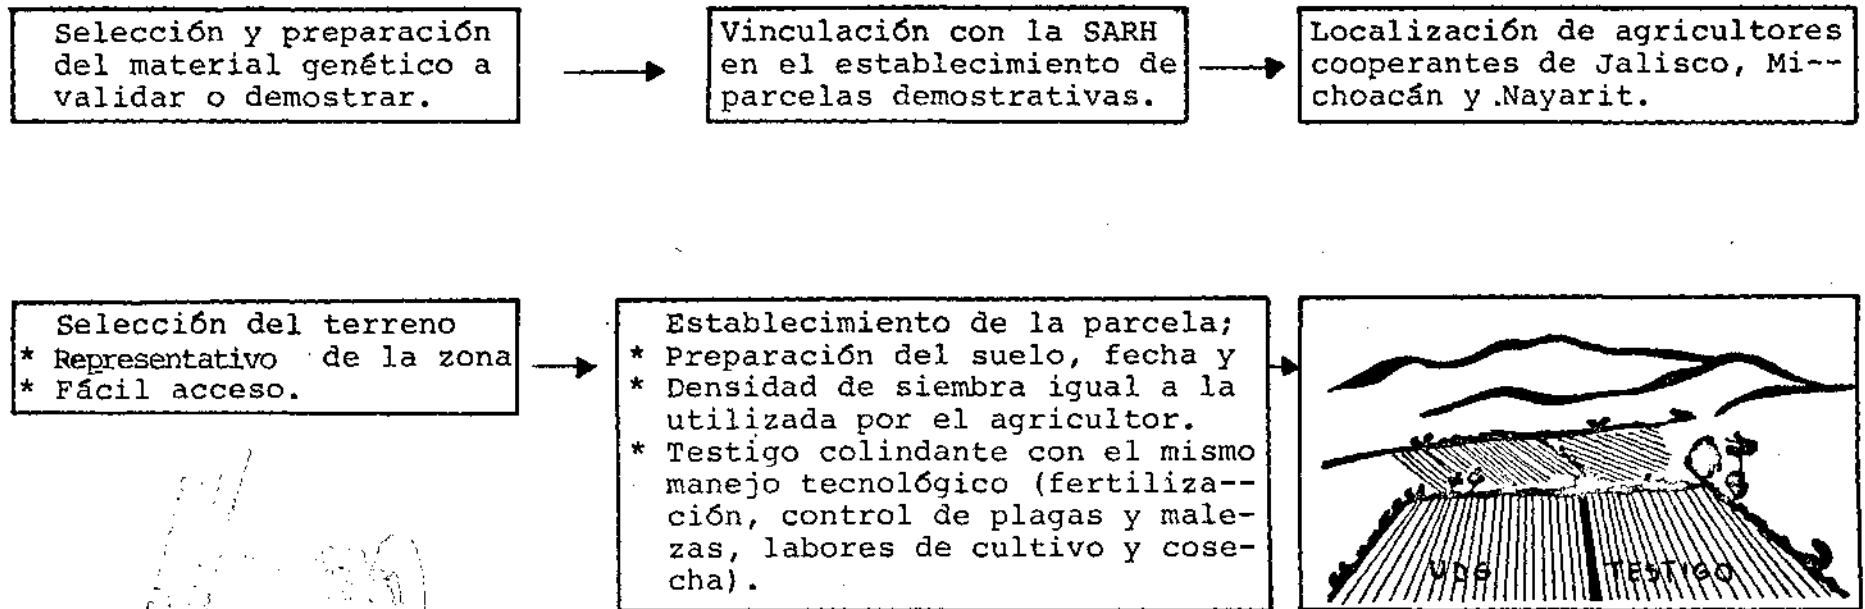 Selección y preparación
del material genético a
validar o demostrar.
Vinculación con la SARH
en el establecimiento de
parcelas demostrativas.
Localización de agricultores
cooperantes de Jalisco, Mi--
choacán y Nayarit.
Selección del terreno
* Representativo de la zona
* Fácil acceso.
Establecimiento de la parcela;
* Preparación del suelo, fecha y
* Densidad de siembra igual a la
utilizada por el agricultor.
* Testigo colindante con el mismo
manejo tecnológico (fertiliza--
ción, control de plagas y male-
zas, labores de cultivo y cose-
cha).
UDG TESTIGO